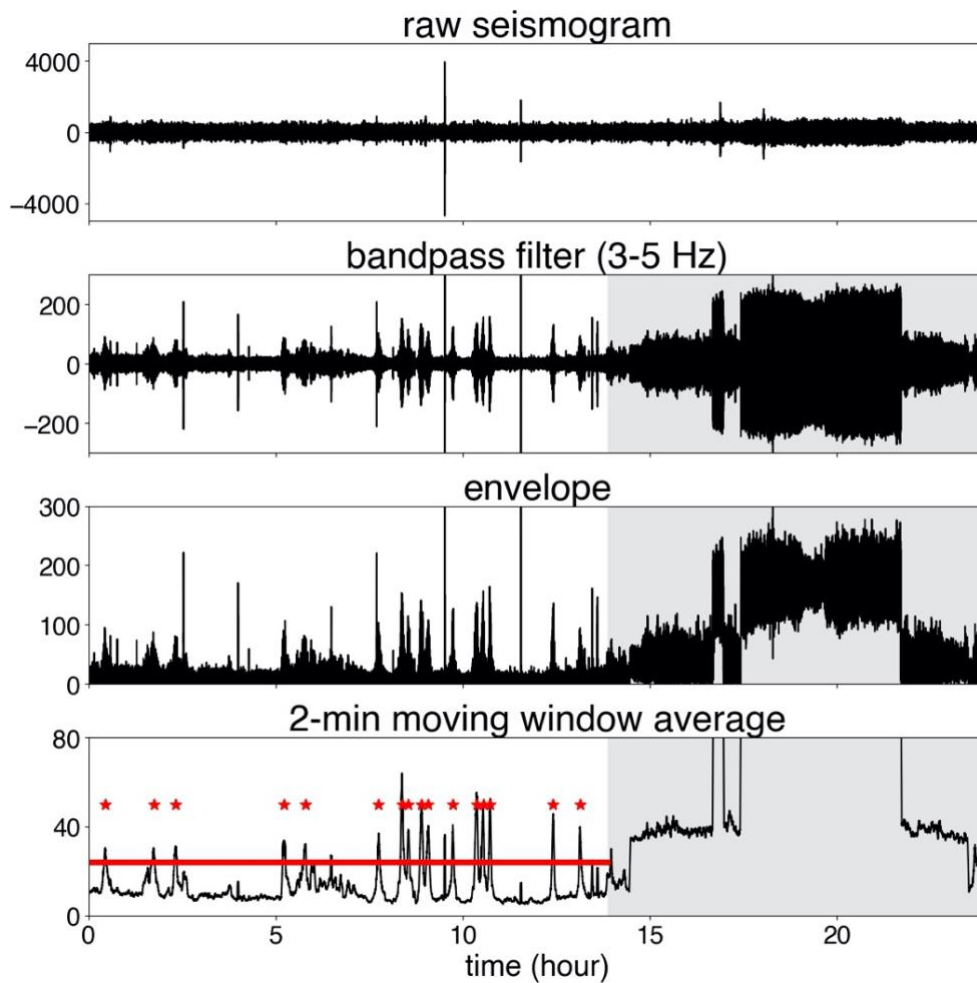 raw seismogram
4000
0
−4000
bandpass filter (3-5 Hz)
200
0
−200
envelope
300
200
100
0
2-min moving window average
80
40
0
0 5 10 15 20
time (hour)